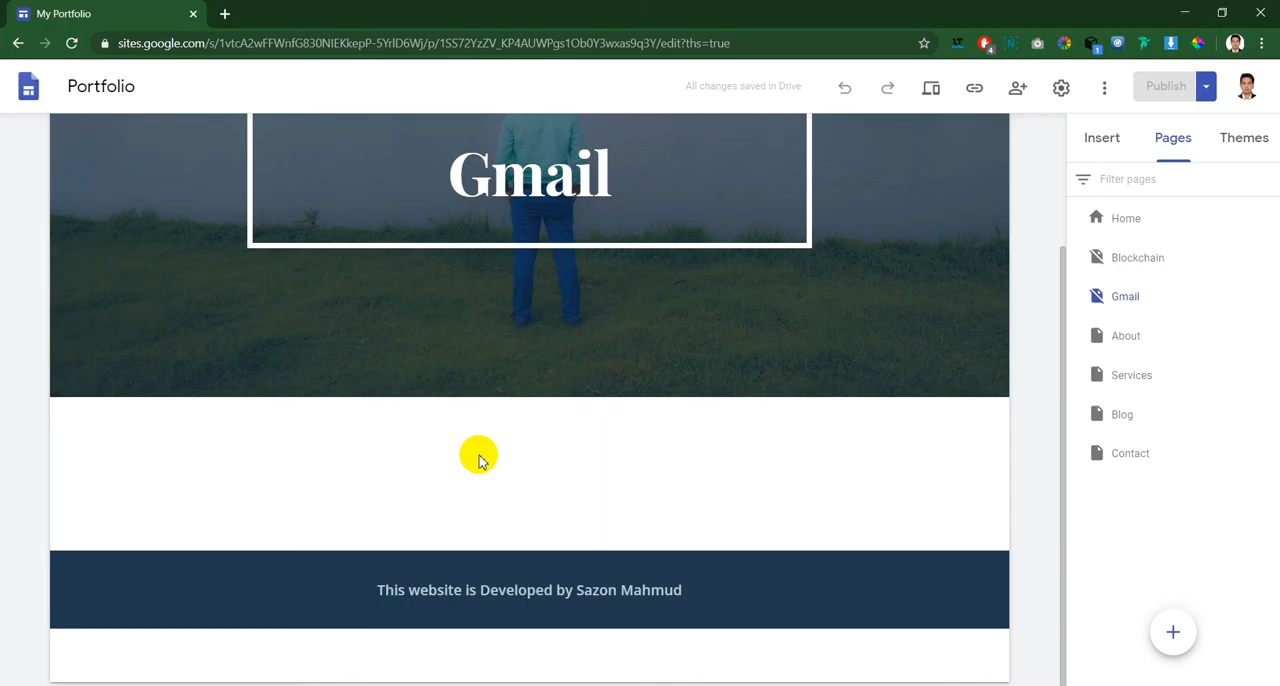 My Portfolio
sites.google.com/s/1vtcA2wFFWnfG830NIEKkepP-5YrlD6Wj/p/1SS72YzZV_KP4AUWPgs1Ob0Y3wxas9q3Y/edit?ths=true
4
1
Portfolio
All changes saved in Drive
Publish
Insert
Pages
Themes
Filter pages
Home
Blockchain
Gmail
About
Services
Blog
Contact
Gmail
This website is Developed by Sazon Mahmud